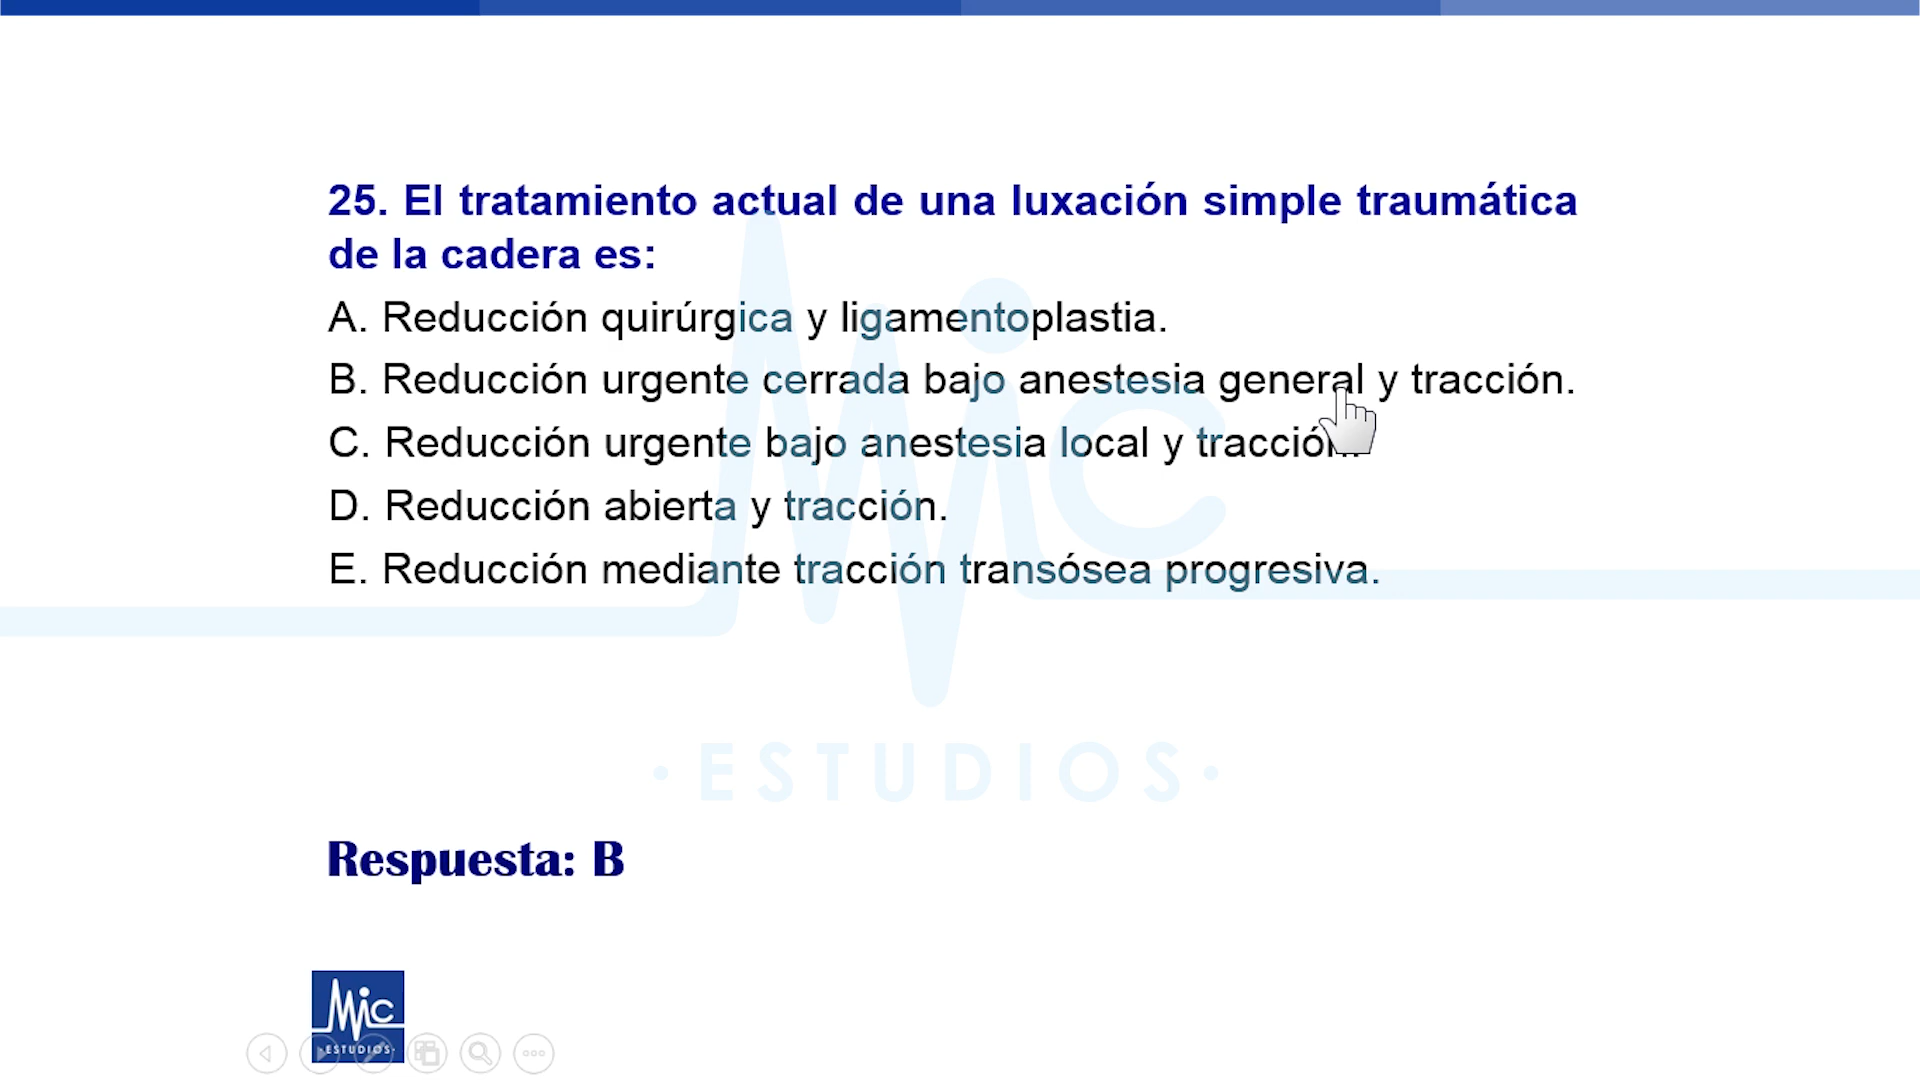 25. El tratamiento actual de una luxación simple traumática
de la cadera es:
A. Reducción quirúrgica y ligamentoplastia.
B. Reducción urgente cerrada bajo anestesia general y tracción.
C. Reducción urgente bajo anestesia local y tracción.
D. Reducción abierta y tracción.
E. Reducción mediante tracción transósea progresiva.
Mic
· ESTUDIOS ·
Respuesta: B
Mic
·ESTUDIOS·